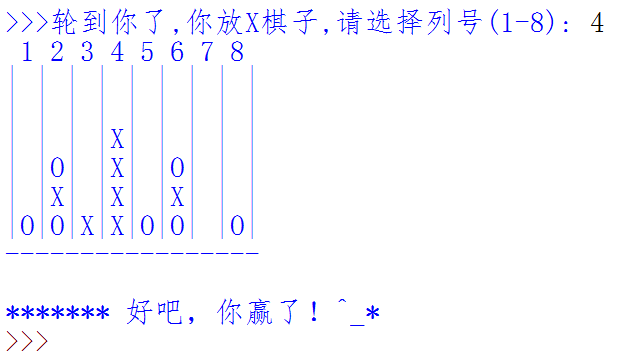 >>>轮到你了,你放X棋子,请选择列号(1-8): 4
1 2 3 4 5 6 7 8
| | | | | | | | |
| | | | | | | | |
| | | |X| | | | |
| |O| |X| |O| | |
| |X| |X| |X| | |
|O|O|X|X|O|O| |O|
-----------------
******* 好吧, 你赢了! ^_*
>>>